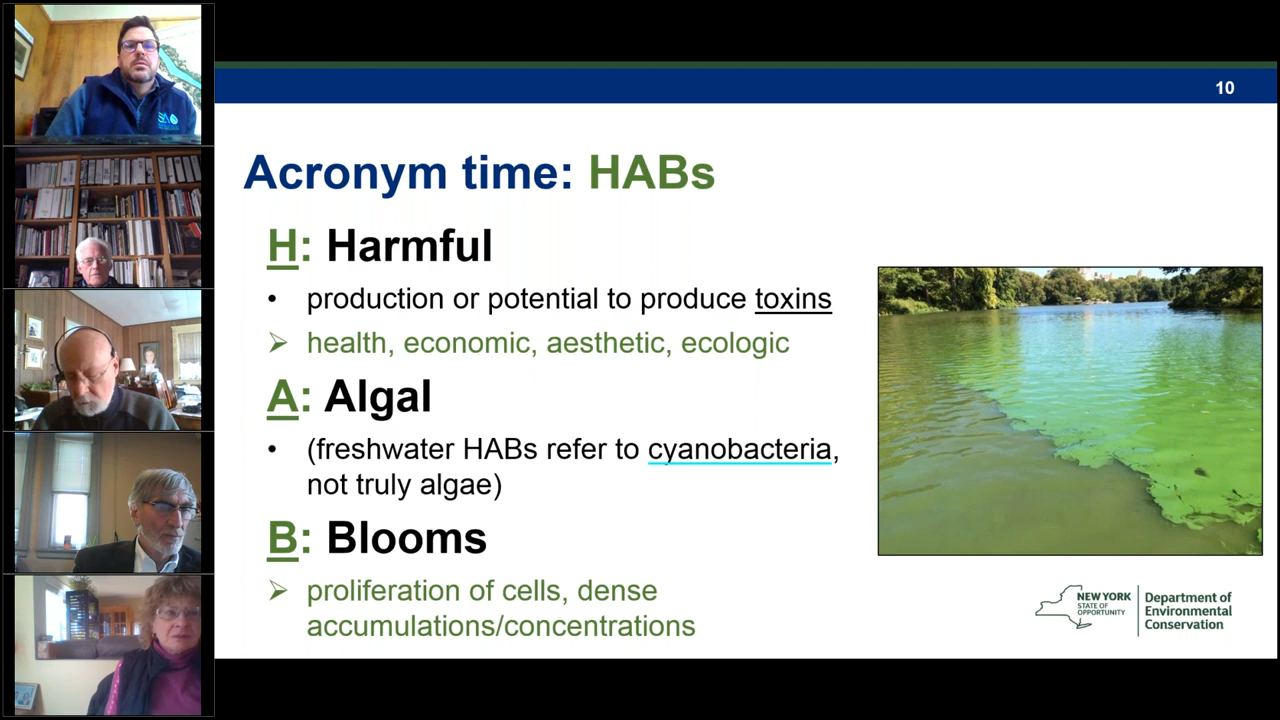 10
Acronym time: HABs
H: Harmful
• production or potential to produce toxins
➢ health, economic, aesthetic, ecologic
A: Algal
• (freshwater HABs refer to cyanobacteria,
not truly algae)
B: Blooms
➢ proliferation of cells, dense
accumulations/concentrations
NEW YORK
STATE OF
OPPORTUNITY
Department of
Environmental
Conservation